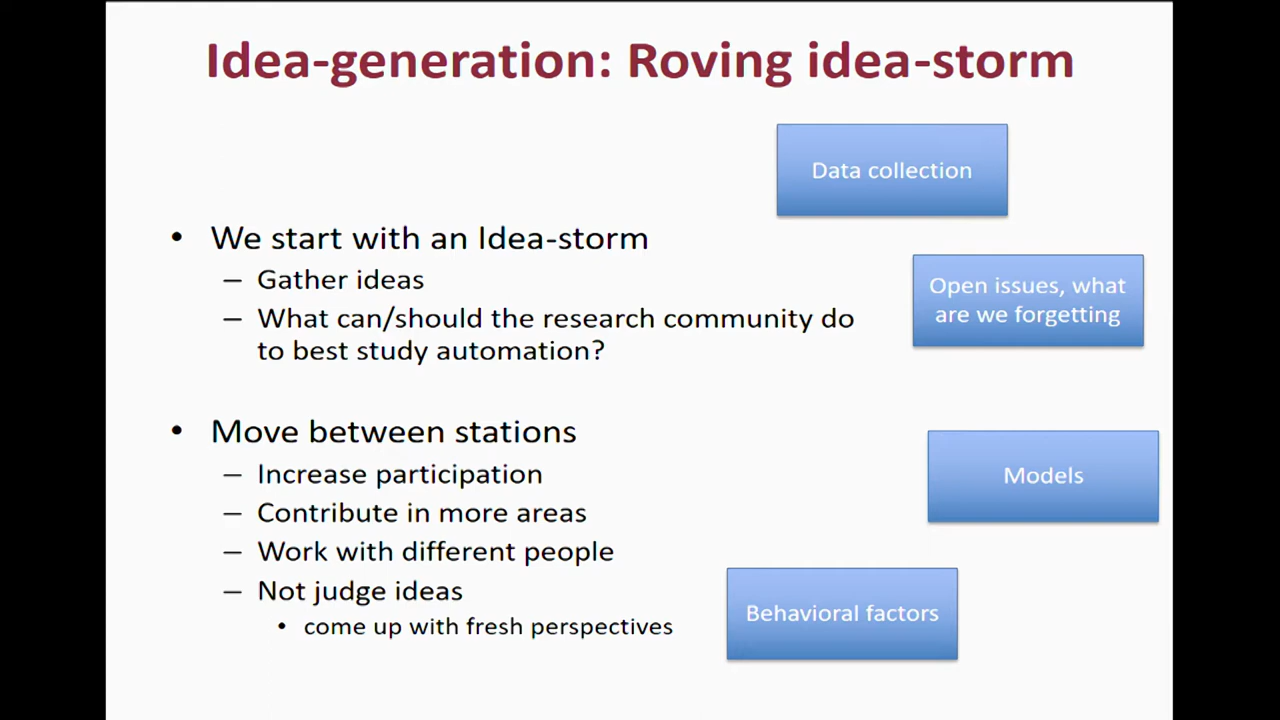 Idea-generation: Roving idea-storm
Data collection
• We start with an Idea-storm
– Gather ideas
– What can/should the research community do
to best study automation?
Open issues, what
are we forgetting
• Move between stations
– Increase participation
– Contribute in more areas
– Work with different people
– Not judge ideas
• come up with fresh perspectives
Models
Behavioral factors